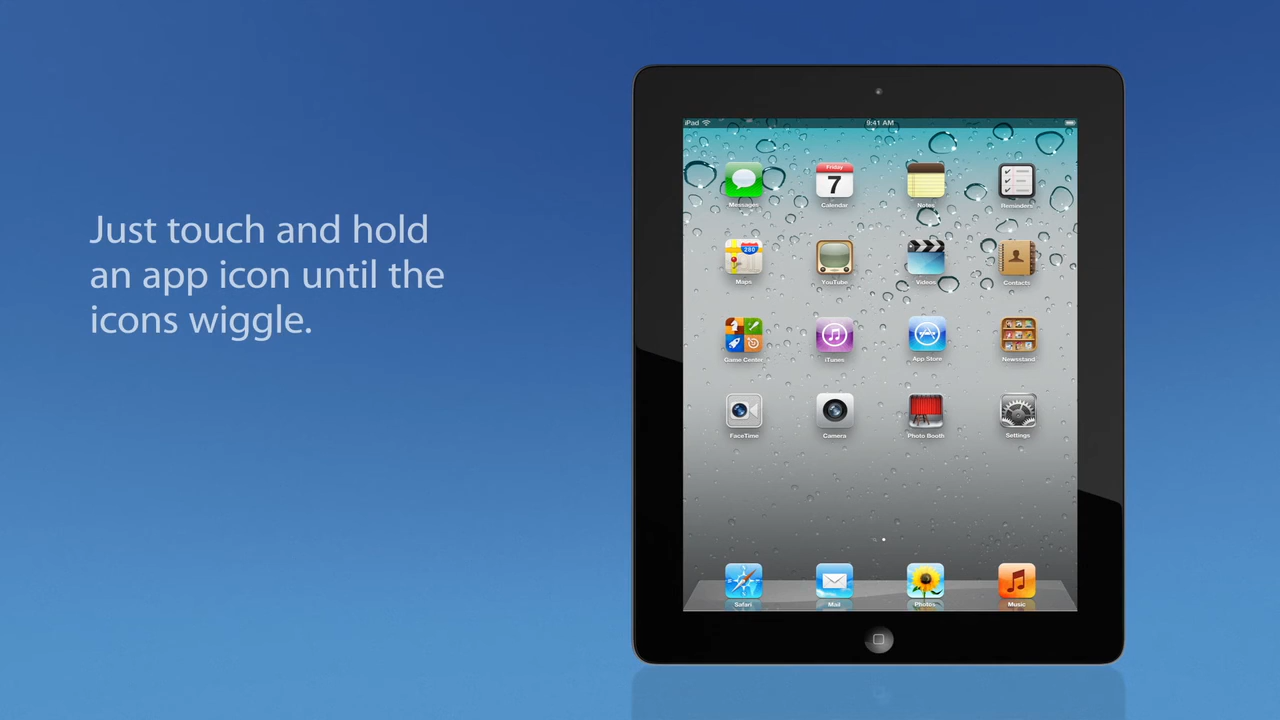 Just touch and hold
an app icon until the
icons wiggle.
iPad 9:41 AM
Friday
7
280
Messages Calendar Notes Reminders
Maps YouTube Videos Contacts
Game Center iTunes App Store Newsstand
FaceTime Camera Photo Booth Settings
Safari Mail Photos Music